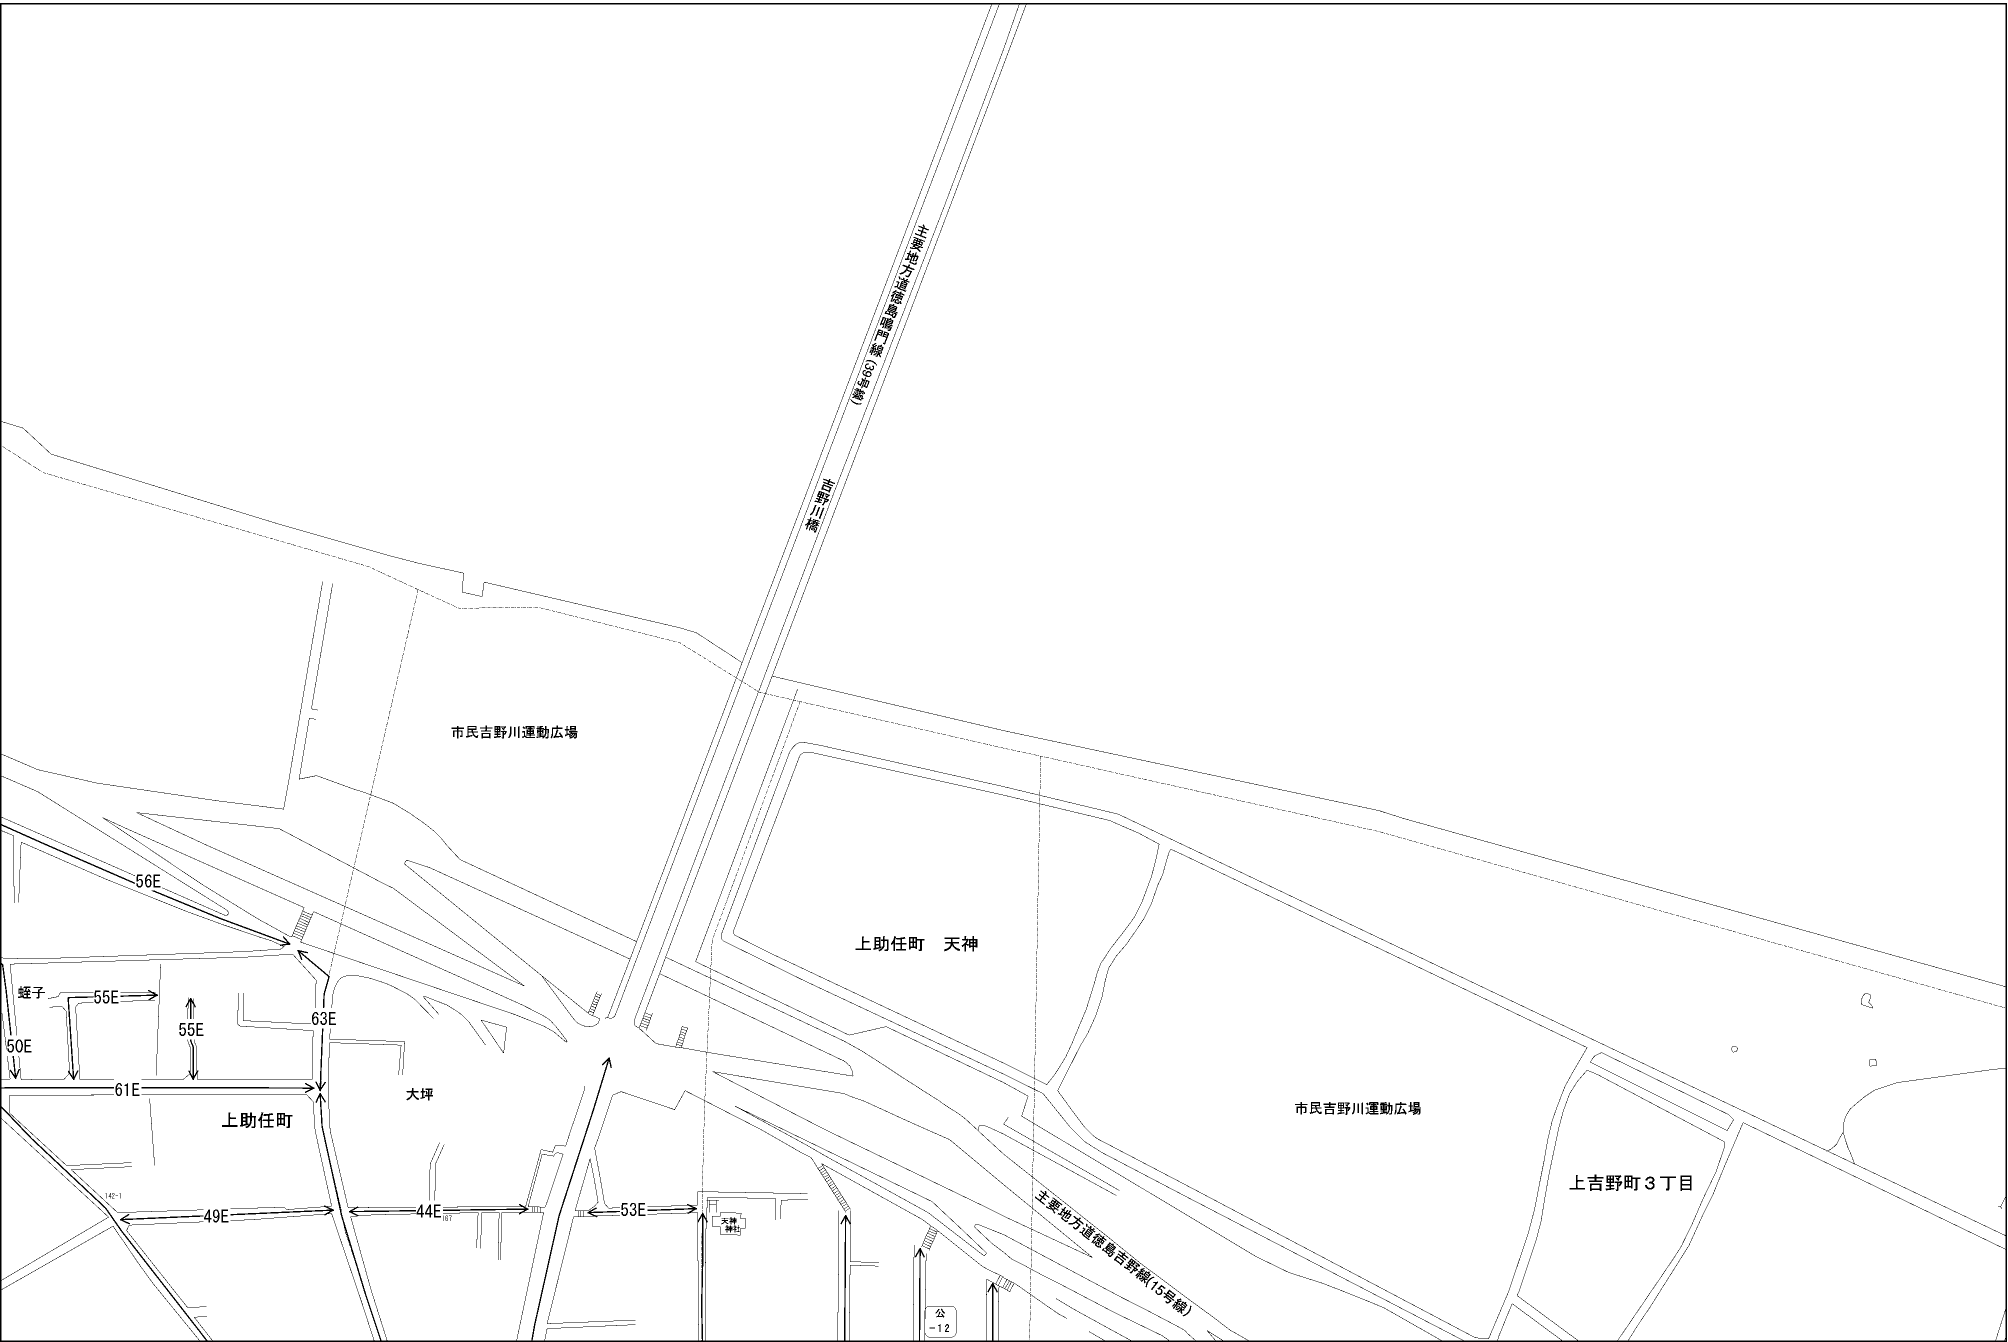 主要地方道徳島鳴門線(39号線)
吉野川橋
市民吉野川運動広場
56E
上助任町　天神
蛭子
55E
63E
55E
50E
61E
大坪
上助任町
市民吉野川運動広場
上吉野町３丁目
142-1
49E
44E
167
53E
天神
神社
主要地方道徳島吉野線(15号線)
公
-12